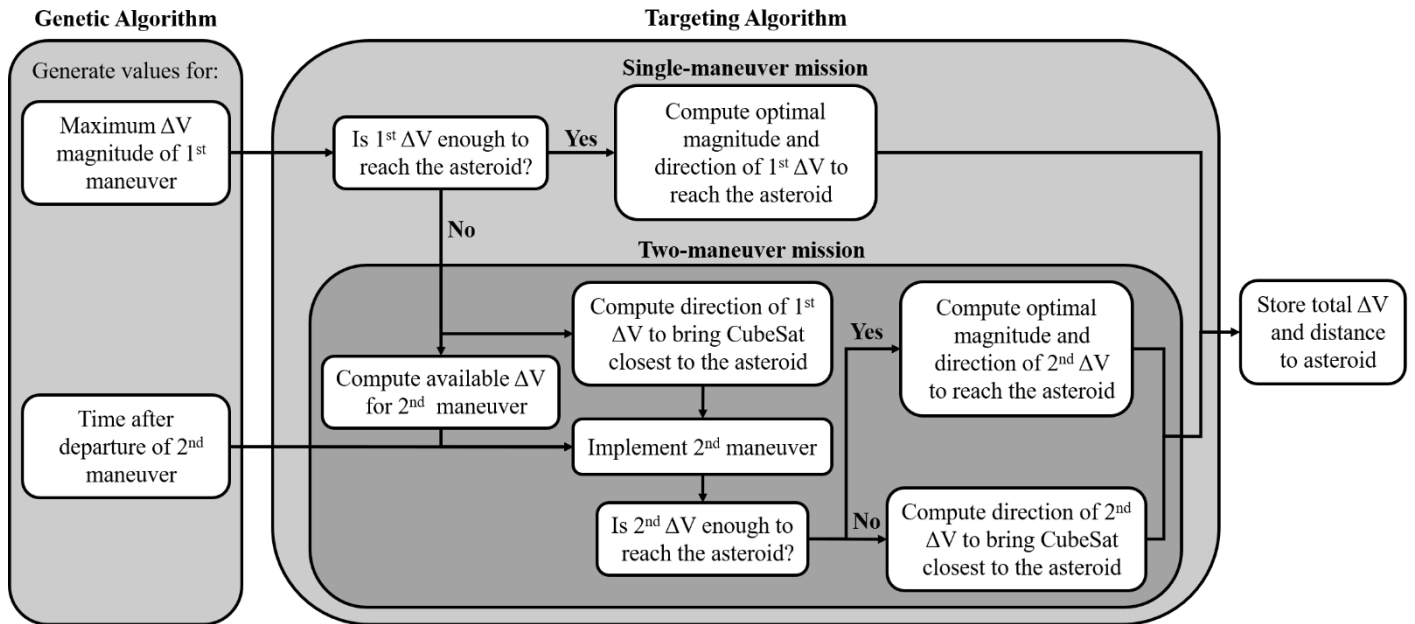 Genetic Algorithm
Generate values for:
Maximum ΔV
magnitude of 1st
maneuver
Time after
departure of 2nd
maneuver
Targeting Algorithm
Single-maneuver mission
Is 1st ΔV enough to
reach the asteroid?
Yes
Compute optimal
magnitude and
direction of 1st ΔV to
reach the asteroid
No
Two-maneuver mission
Compute available ΔV
for 2nd maneuver
Compute direction of 1st
ΔV to bring CubeSat
closest to the asteroid
Implement 2nd maneuver
Is 2nd ΔV enough to
reach the asteroid?
Yes
Compute optimal
magnitude and
direction of 2nd ΔV
to reach the asteroid
No
Compute direction of 2nd
ΔV to bring CubeSat
closest to the asteroid
Store total ΔV
and distance
to asteroid